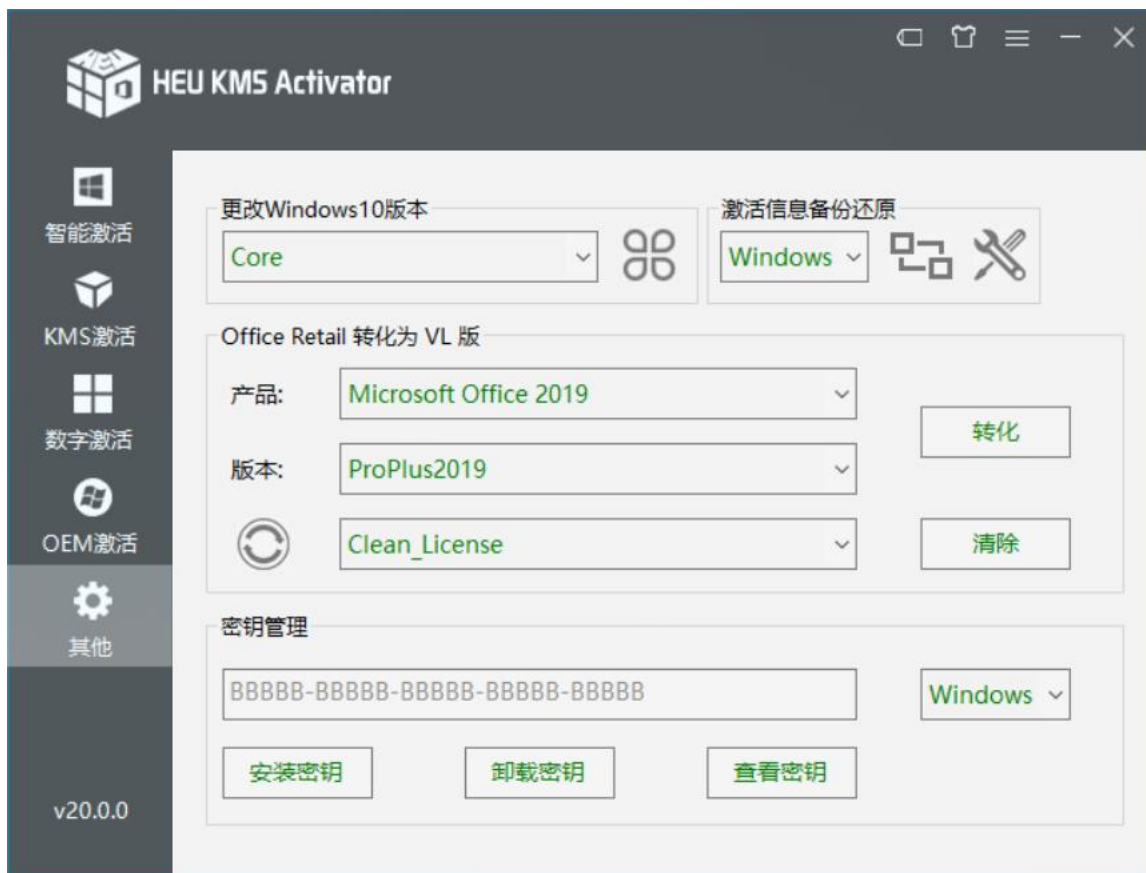 HEU KMS Activator
智能激活
KMS激活
数字激活
OEM激活
其他
v20.0.0
更改Windows10版本
Core
激活信息备份还原
Windows
Office Retail 转化为 VL 版
产品:
Microsoft Office 2019
转化
版本:
ProPlus2019
Clean_License
清除
密钥管理
BBBBB-BBBBB-BBBBB-BBBBB-BBBBB
Windows
安装密钥
卸载密钥
查看密钥